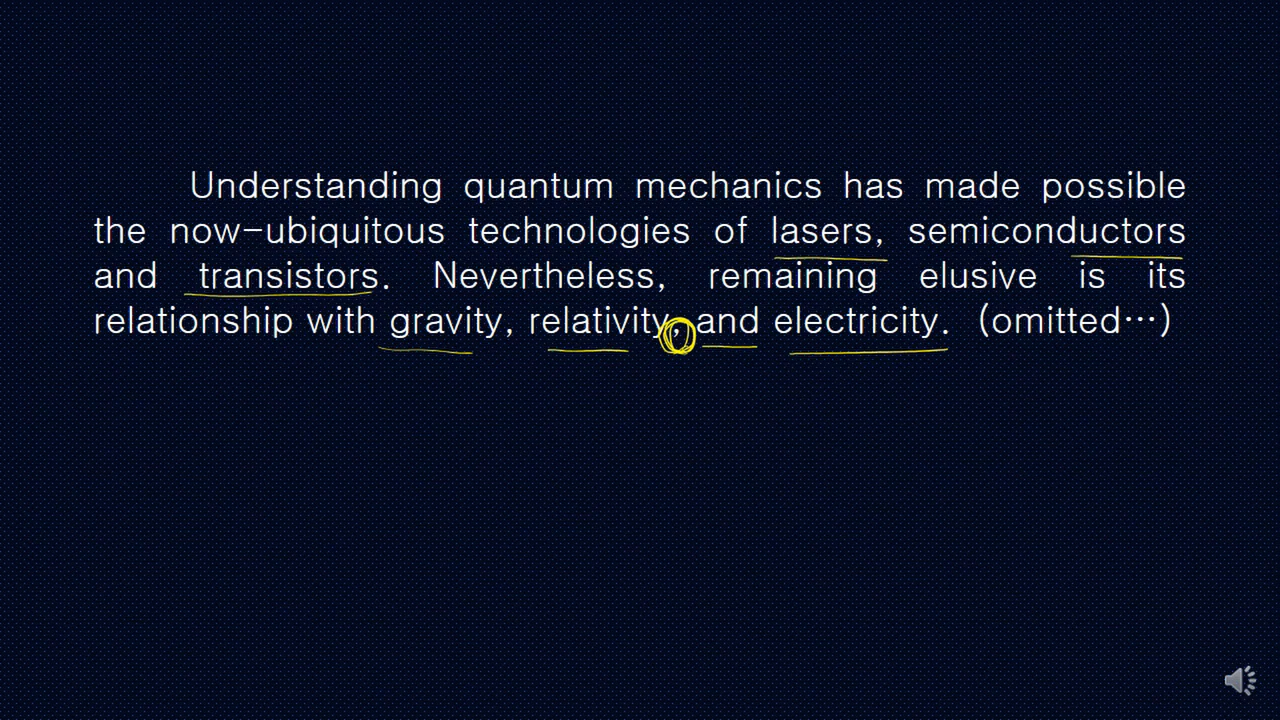 Understanding quantum mechanics has made possible
the now-ubiquitous technologies of lasers, semiconductors
and transistors. Nevertheless, remaining elusive is its
relationship with gravity, relativity, and electricity. (omitted…)